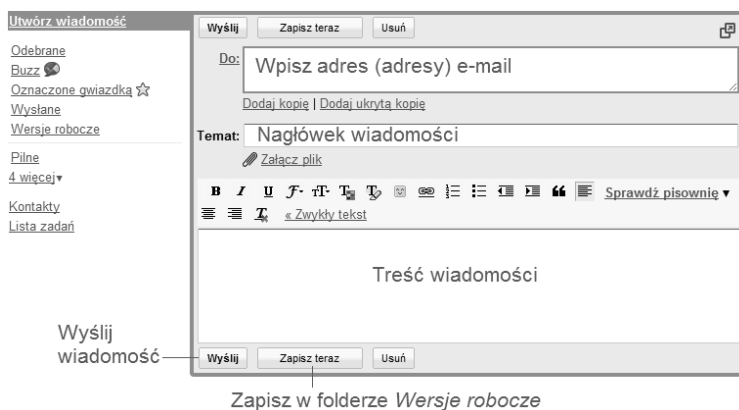 Utwórz wiadomość
Odebrane
Buzz
Oznaczone gwiazdką
Wysłane
Wersje robocze
Pilne
4 więcej▾
Kontakty
Lista zadań
Wyślij Zapisz teraz Usuń
Do: Wpisz adres (adresy) e-mail
Dodaj kopię | Dodaj ukrytą kopię
Temat: Nagłówek wiadomości
Załącz plik
B I U Sprawdź pisownię ▾
« Zwykły tekst
Treść wiadomości
Wyślij Zapisz teraz Usuń
Wyślij
wiadomość
Zapisz w folderze Wersje robocze